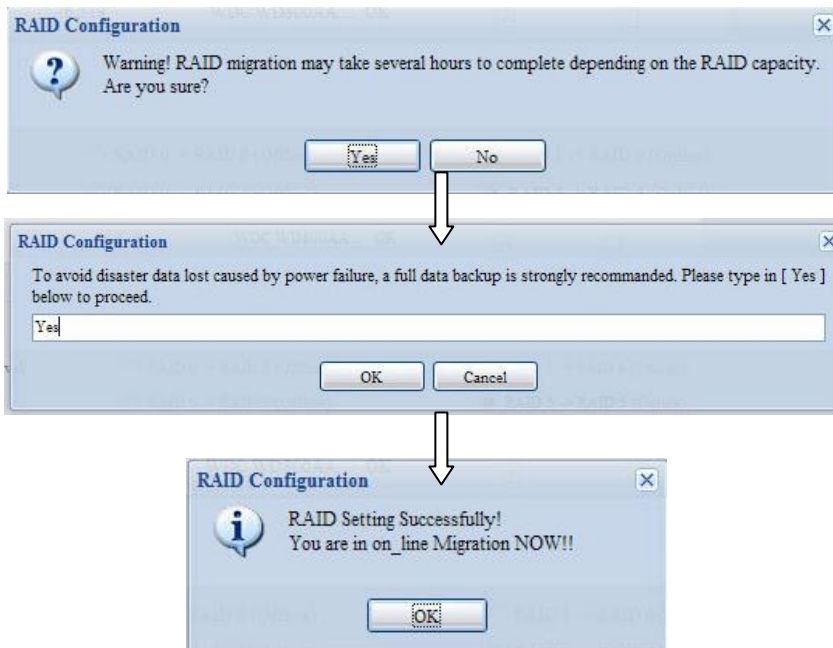 WDC WD800AA OK
RAID Configuration
Warning! RAID migration may take several hours to complete depending on the RAID capacity.
Are you sure?
Yes No
RAID Configuration
To avoid disaster data lost caused by power failure, a full data backup is strongly recommanded. Please type in [ Yes ]
below to proceed.
Yes
OK Cancel
RAID Configuration
RAID Setting Successfully!
You are in on_line Migration NOW!!
OK